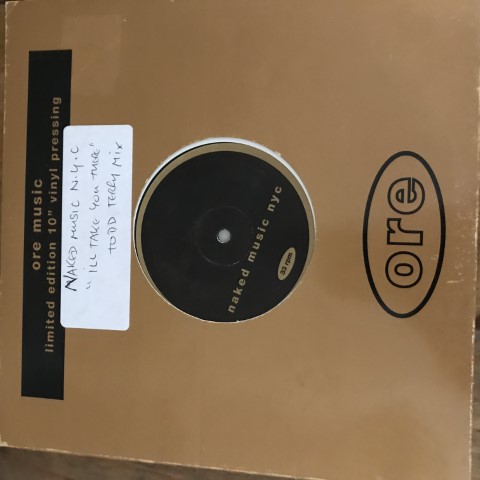 ore music
limited edition 10" vinyl pressing
NAKED MUSIC N.Y.C
"ILL TAKE YOU THERE"
TODD TERRY MIX
naked music nyc
33 rpm
ore